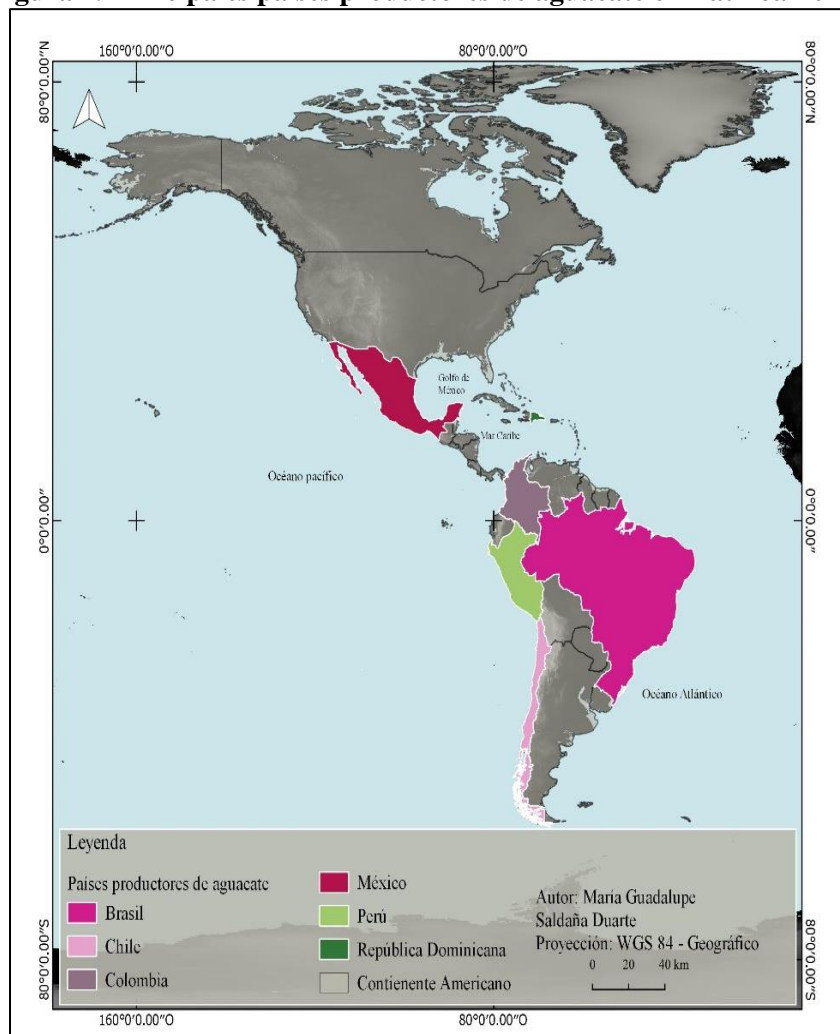 países productores de aguacate
160°0'0.00"O 80°0'0.00"O
80°0'0.00"N 80°0'0.00"N
Golfo de
México
Mar Caribe
Océano pacífico
0°0'0.00" 0°0'0.00"
Océano Atlántico
Leyenda
Países productores de aguacate
Brasil
Chile
Colombia
México
Perú
República Dominicana
Contienente Americano
Autor: María Guadalupe
Saldaña Duarte
Proyección: WGS 84 - Geográfico
0 20 40 km
80°0'0.00"S 80°0'0.00"S
160°0'0.00"O 80°0'0.00"O